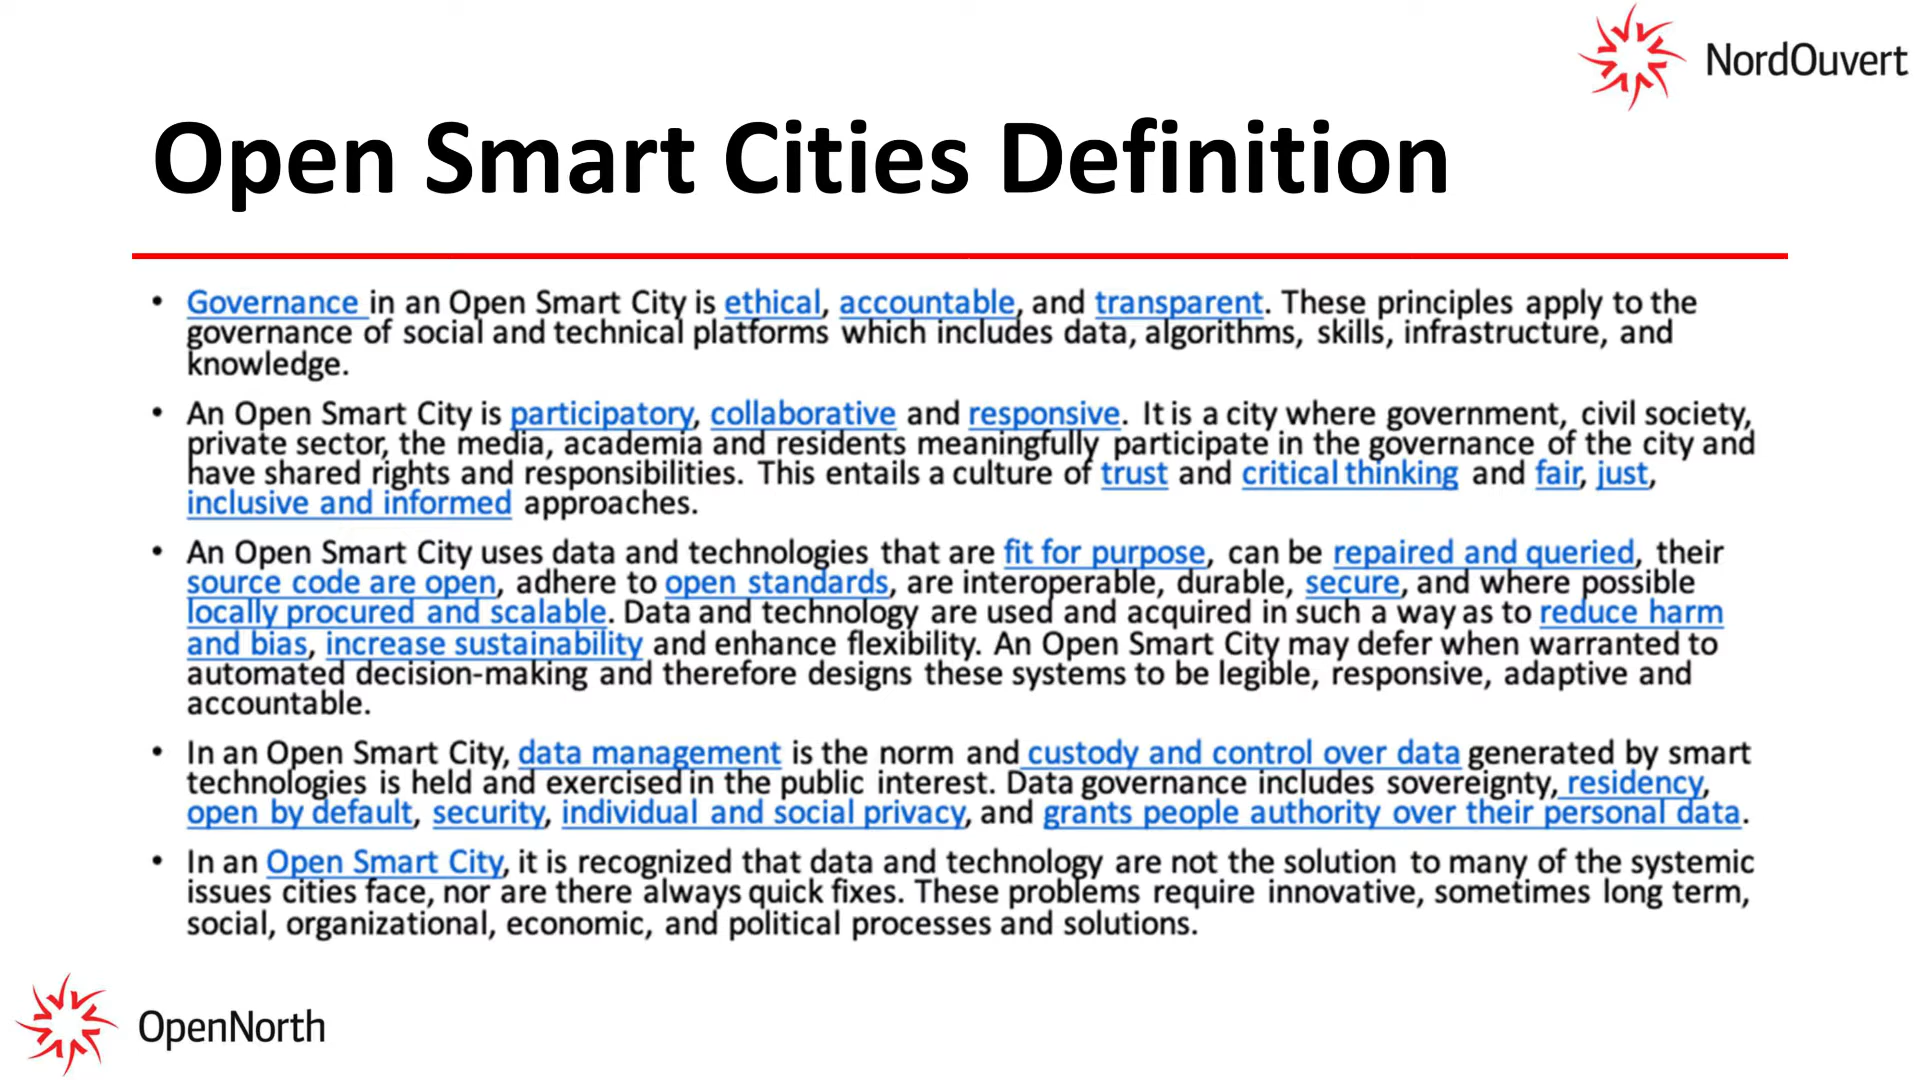 NordOuvert
Open Smart Cities Definition
• Governance in an Open Smart City is ethical, accountable, and transparent. These principles apply to the
governance of social and technical platforms which includes data, algorithms, skills, infrastructure, and
knowledge.
• An Open Smart City is participatory, collaborative and responsive. It is a city where government, civil society,
private sector, the media, academia and residents meaningfully participate in the governance of the city and
have shared rights and responsibilities. This entails a culture of trust and critical thinking and fair, just,
inclusive and informed approaches.
• An Open Smart City uses data and technologies that are fit for purpose, can be repaired and queried, their
source code are open, adhere to open standards, are interoperable, durable, secure, and where possible
locally procured and scalable. Data and technology are used and acquired in such a way as to reduce harm
and bias, increase sustainability and enhance flexibility. An Open Smart City may defer when warranted to
automated decision-making and therefore designs these systems to be legible, responsive, adaptive and
accountable.
• In an Open Smart City, data management is the norm and custody and control over data generated by smart
technologies is held and exercised in the public interest. Data governance includes sovereignty, residency,
open by default, security, individual and social privacy, and grants people authority over their personal data.
• In an Open Smart City, it is recognized that data and technology are not the solution to many of the systemic
issues cities face, nor are there always quick fixes. These problems require innovative, sometimes long term,
social, organizational, economic, and political processes and solutions.
OpenNorth